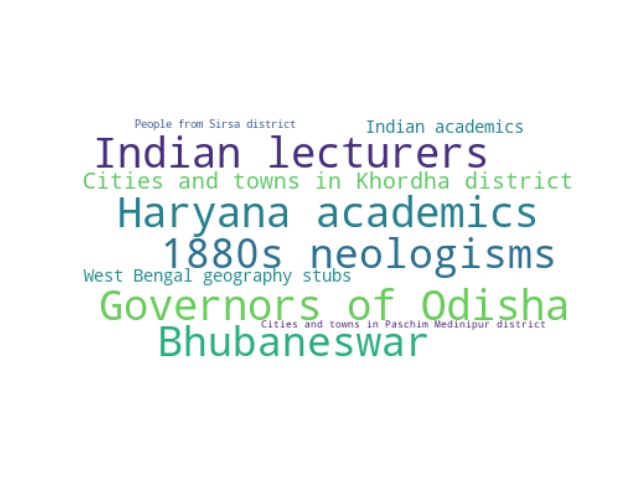 People from Sirsa district
Indian academics
Indian lecturers
Cities and towns in Khordha district
Haryana academics
1880s neologisms
West Bengal geography stubs
Governors of Odisha
Cities and towns in Paschim Medinipur district
Bhubaneswar